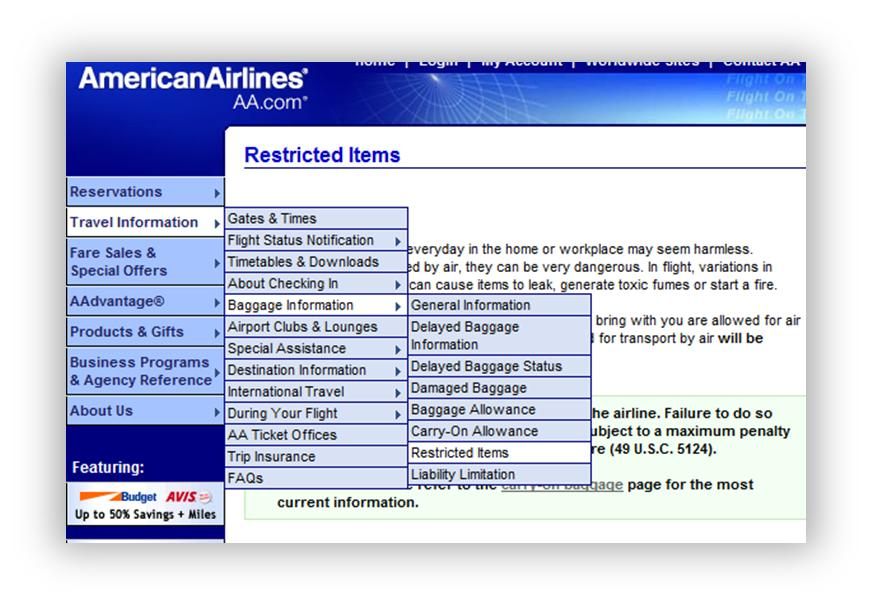 home | Login | My Account | Worldwide Sites | Contact AA
AmericanAirlines®
AA.com®
Flight On T
Flight On T
Flight On T
Restricted Items
Reservations
Travel Information
Fare Sales &
Special Offers
AAdvantage®
Products & Gifts
Business Programs
& Agency Reference
About Us
Featuring:
Budget AVIS
Up to 50% Savings + Miles
Gates & Times
Flight Status Notification
Timetables & Downloads
About Checking In
Baggage Information
Airport Clubs & Lounges
Special Assistance
Destination Information
International Travel
During Your Flight
AA Ticket Offices
Trip Insurance
FAQs
General Information
Delayed Baggage
Information
Delayed Baggage Status
Damaged Baggage
Baggage Allowance
Carry-On Allowance
Restricted Items
Liability Limitation
everyday in the home or workplace may seem harmless.
ed by air, they can be very dangerous. In flight, variations in
can cause items to leak, generate toxic fumes or start a fire.
bring with you are allowed for air
for transport by air will be
he airline. Failure to do so
ubject to a maximum penalty
re (49 U.S.C. 5124).
refer to the carry-on baggage page for the most
current information.